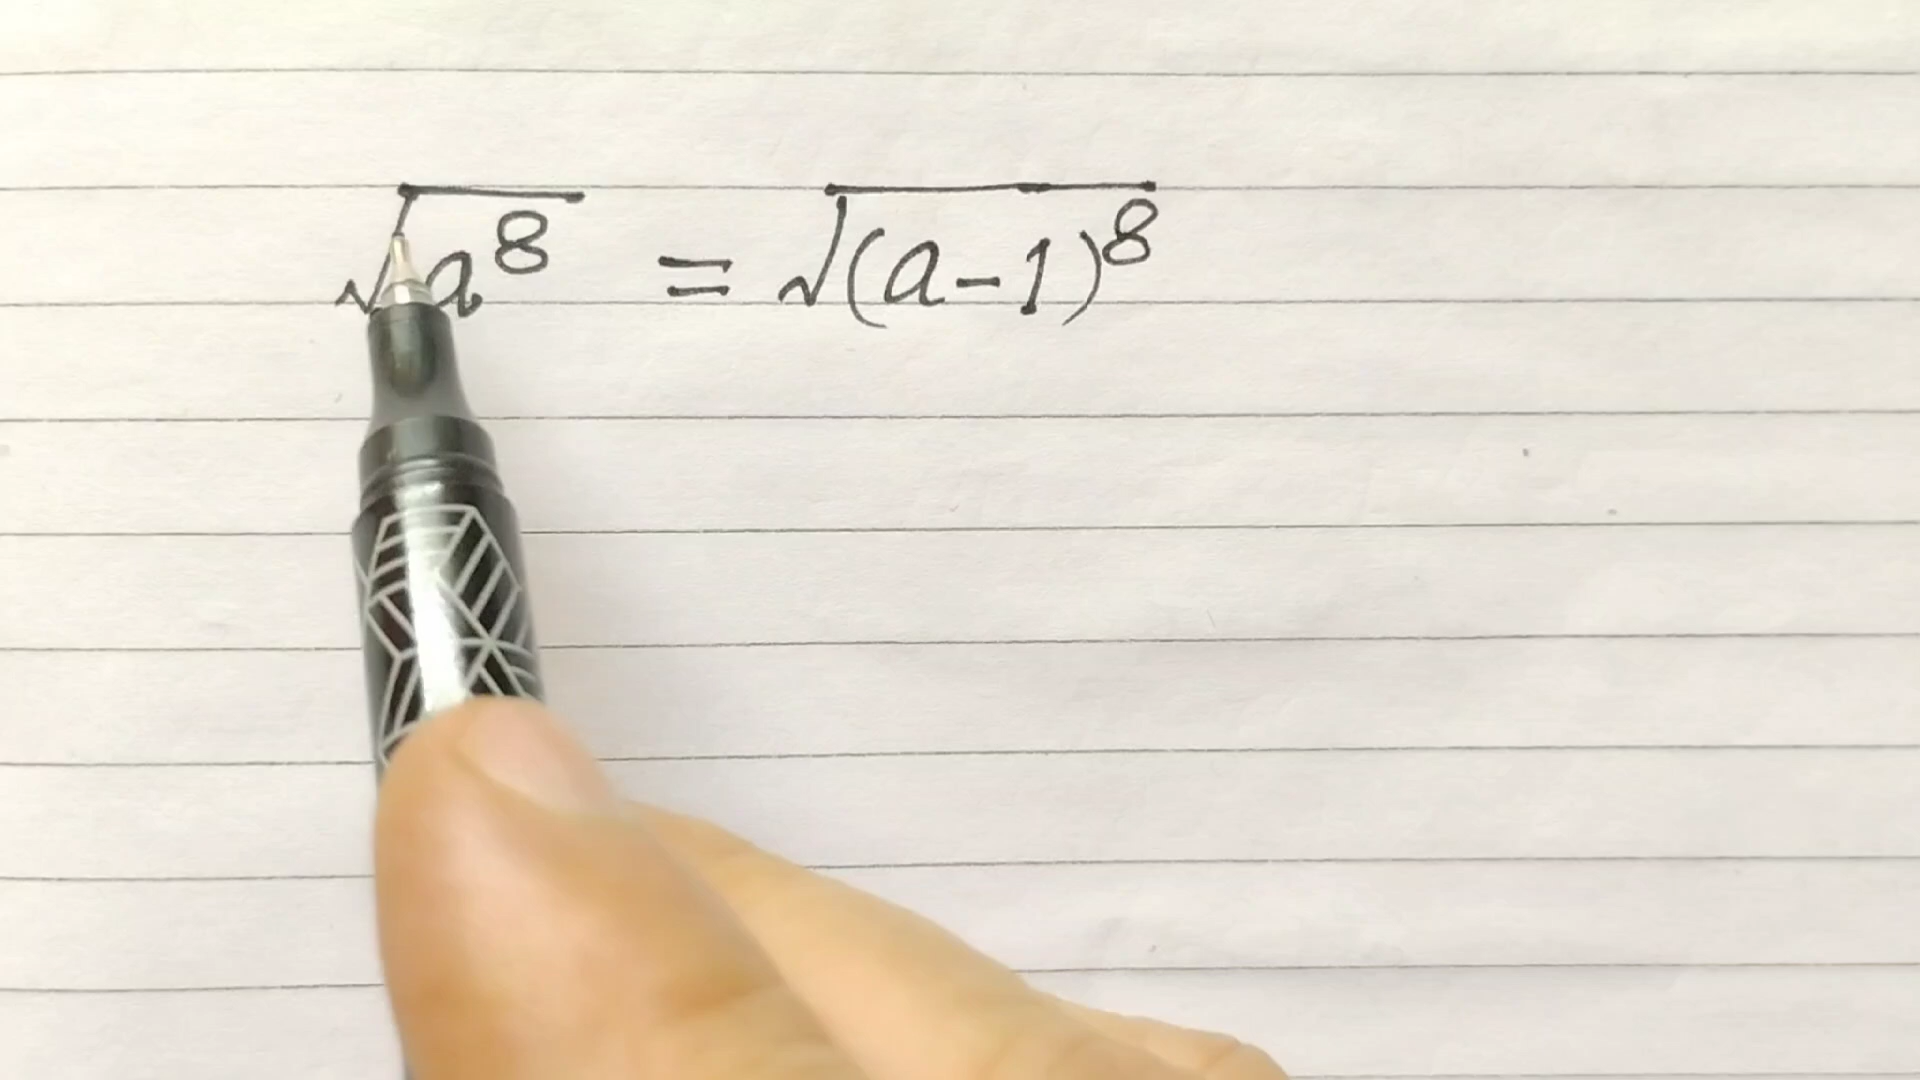 √a⁸ = √(a-1)⁸